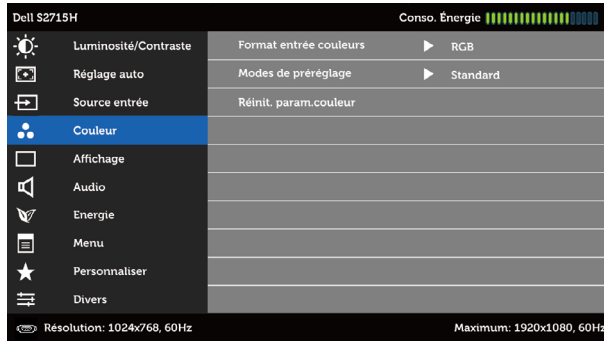 Dell S2715H Conso. Énergie
Luminosité/Contraste Format entrée couleurs RGB
Réglage auto Modes de préréglage Standard
Source entrée Réinit. param.couleur
Couleur
Affichage
Audio
Energie
Menu
Personnaliser
Divers
Résolution: 1024x768, 60Hz Maximum: 1920x1080, 60Hz